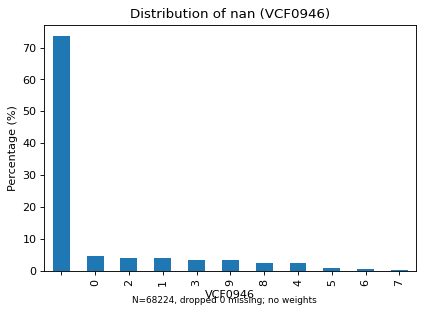 Distribution of nan (VCF0946)
Percentage (%)
70
60
50
40
30
20
10
0
0 2 1 3 9 8 4 5 6 7
VCF0946
N=68224, dropped 0 missing; no weights